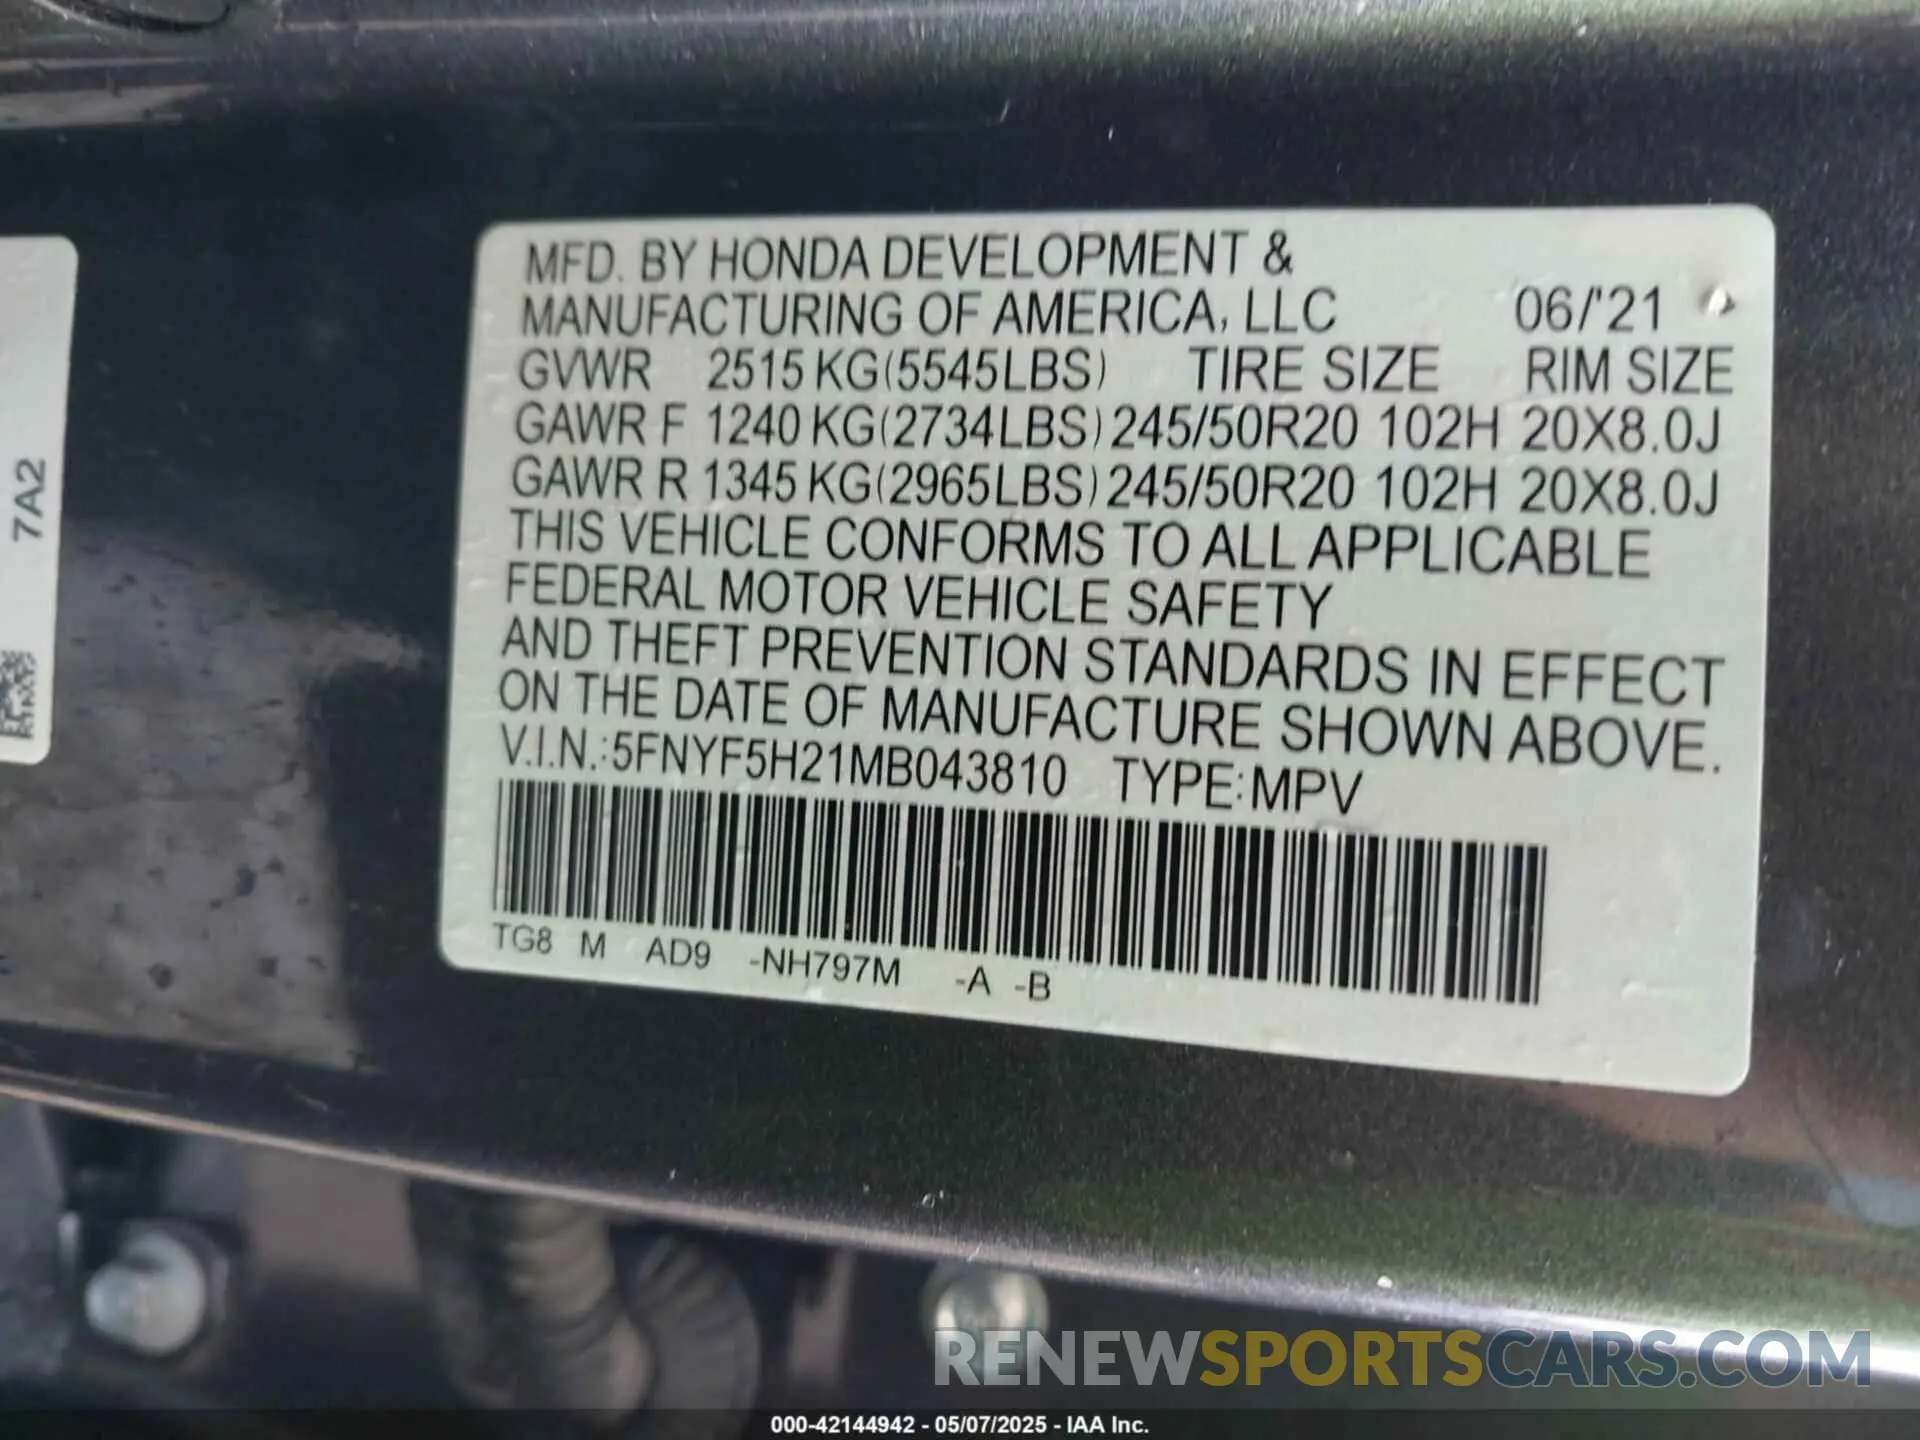 MFD. BY HONDA DEVELOPMENT &
MANUFACTURING OF AMERICA, LLC 06/'21
GVWR 2515 KG(5545LBS) TIRE SIZE RIM SIZE
GAWR F 1240 KG(2734LBS) 245/50R20 102H 20X8.0J
GAWR R 1345 KG(2965LBS) 245/50R20 102H 20X8.0J
THIS VEHICLE CONFORMS TO ALL APPLICABLE
FEDERAL MOTOR VEHICLE SAFETY
AND THEFT PREVENTION STANDARDS IN EFFECT
ON THE DATE OF MANUFACTURE SHOWN ABOVE.
V.I.N.:5FNYF5H21MB043810 TYPE:MPV
TG8 M AD9 -NH797M -A -B
7A2
RENEWSPORTSCARS.COM
000-42144942 - 05/07/2025 - IAA Inc.